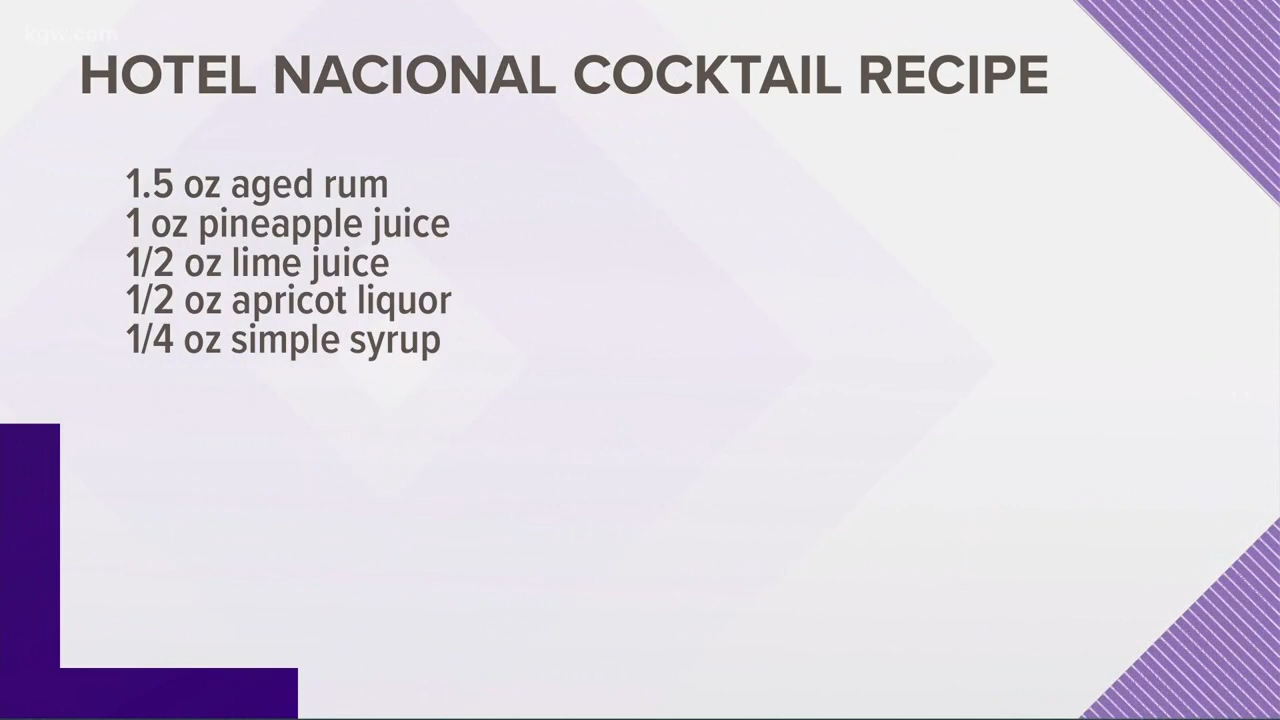 kgw.com
HOTEL NACIONAL COCKTAIL RECIPE
1.5 oz aged rum
1 oz pineapple juice
1/2 oz lime juice
1/2 oz apricot liquor
1/4 oz simple syrup